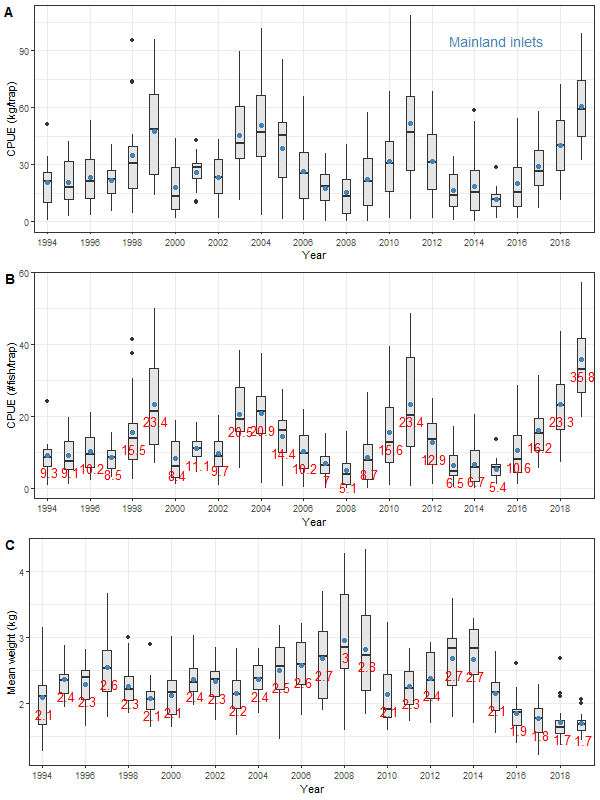 A
Mainland inlets
CPUE (kg/trap)
90
60
30
0
1994 1996 1998 2000 2002 2004 2006 2008 2010 2012 2014 2016 2018
Year
B
CPUE (#fish/trap)
60
40
20
0
9.3 9.1 10.2 8.5 15.5 23.4 8.4 11.1 9.7 20.5 20.9 14.4 10.2 7 5.1 8.7 15.6 23.4 12.9 6.5 6.7 5.4 10.6 16.2 23.3 35.8
1994 1996 1998 2000 2002 2004 2006 2008 2010 2012 2014 2016 2018
Year
C
Mean weight (kg)
4
3
2
2.1 2.4 2.3 2.6 2.3 2.1 2.1 2.4 2.3 2.2 2.4 2.5 2.6 2.7 3 2.8 2.1 2.3 2.4 2.7 2.7 2.1 1.9 1.8 1.7 1.7
1994 1996 1998 2000 2002 2004 2006 2008 2010 2012 2014 2016 2018
Year